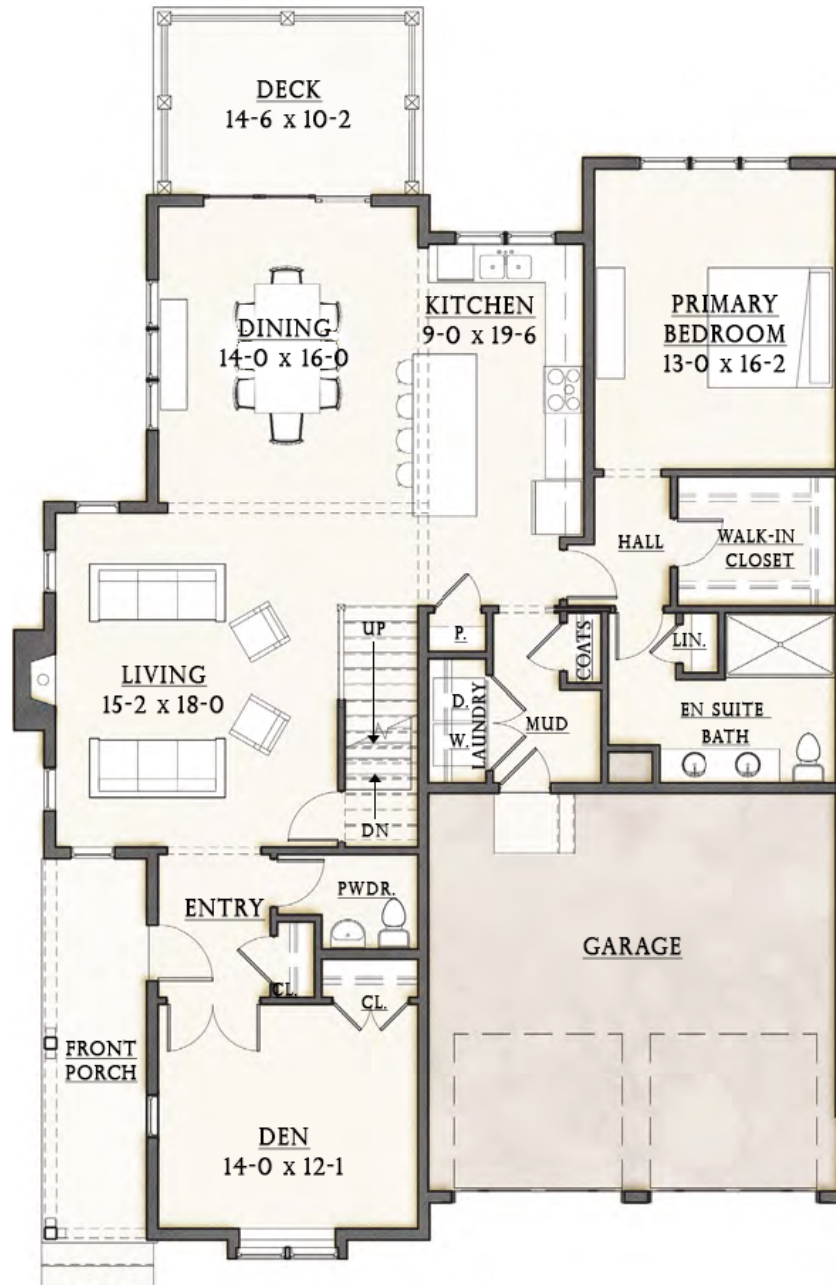 DECK
14-6 x 10-2
DINING
14-0 x 16-0
KITCHEN
9-0 x 19-6
PRIMARY
BEDROOM
13-0 x 16-2
HALL
WALK-IN
CLOSET
LIVING
15-2 x 18-0
UP
DN
P.
COATS
LIN.
D.
W.
LAUNDRY
MUD
EN SUITE
BATH
ENTRY
PWDR.
CL.
CL.
GARAGE
FRONT
PORCH
DEN
14-0 x 12-1